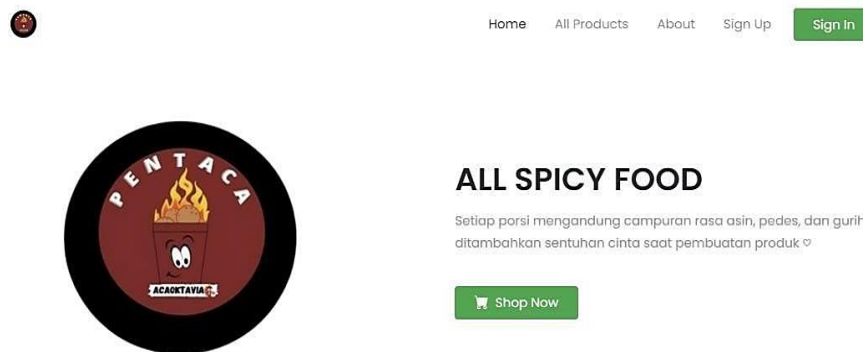 Home All Products About Sign Up Sign In
PENTACA
ACAOKTAVIA
ALL SPICY FOOD
Setiap porsi mengandung campuran rasa asin, pedes, dan gurih
ditambahkan sentuhan cinta saat pembuatan produk ♡
Shop Now